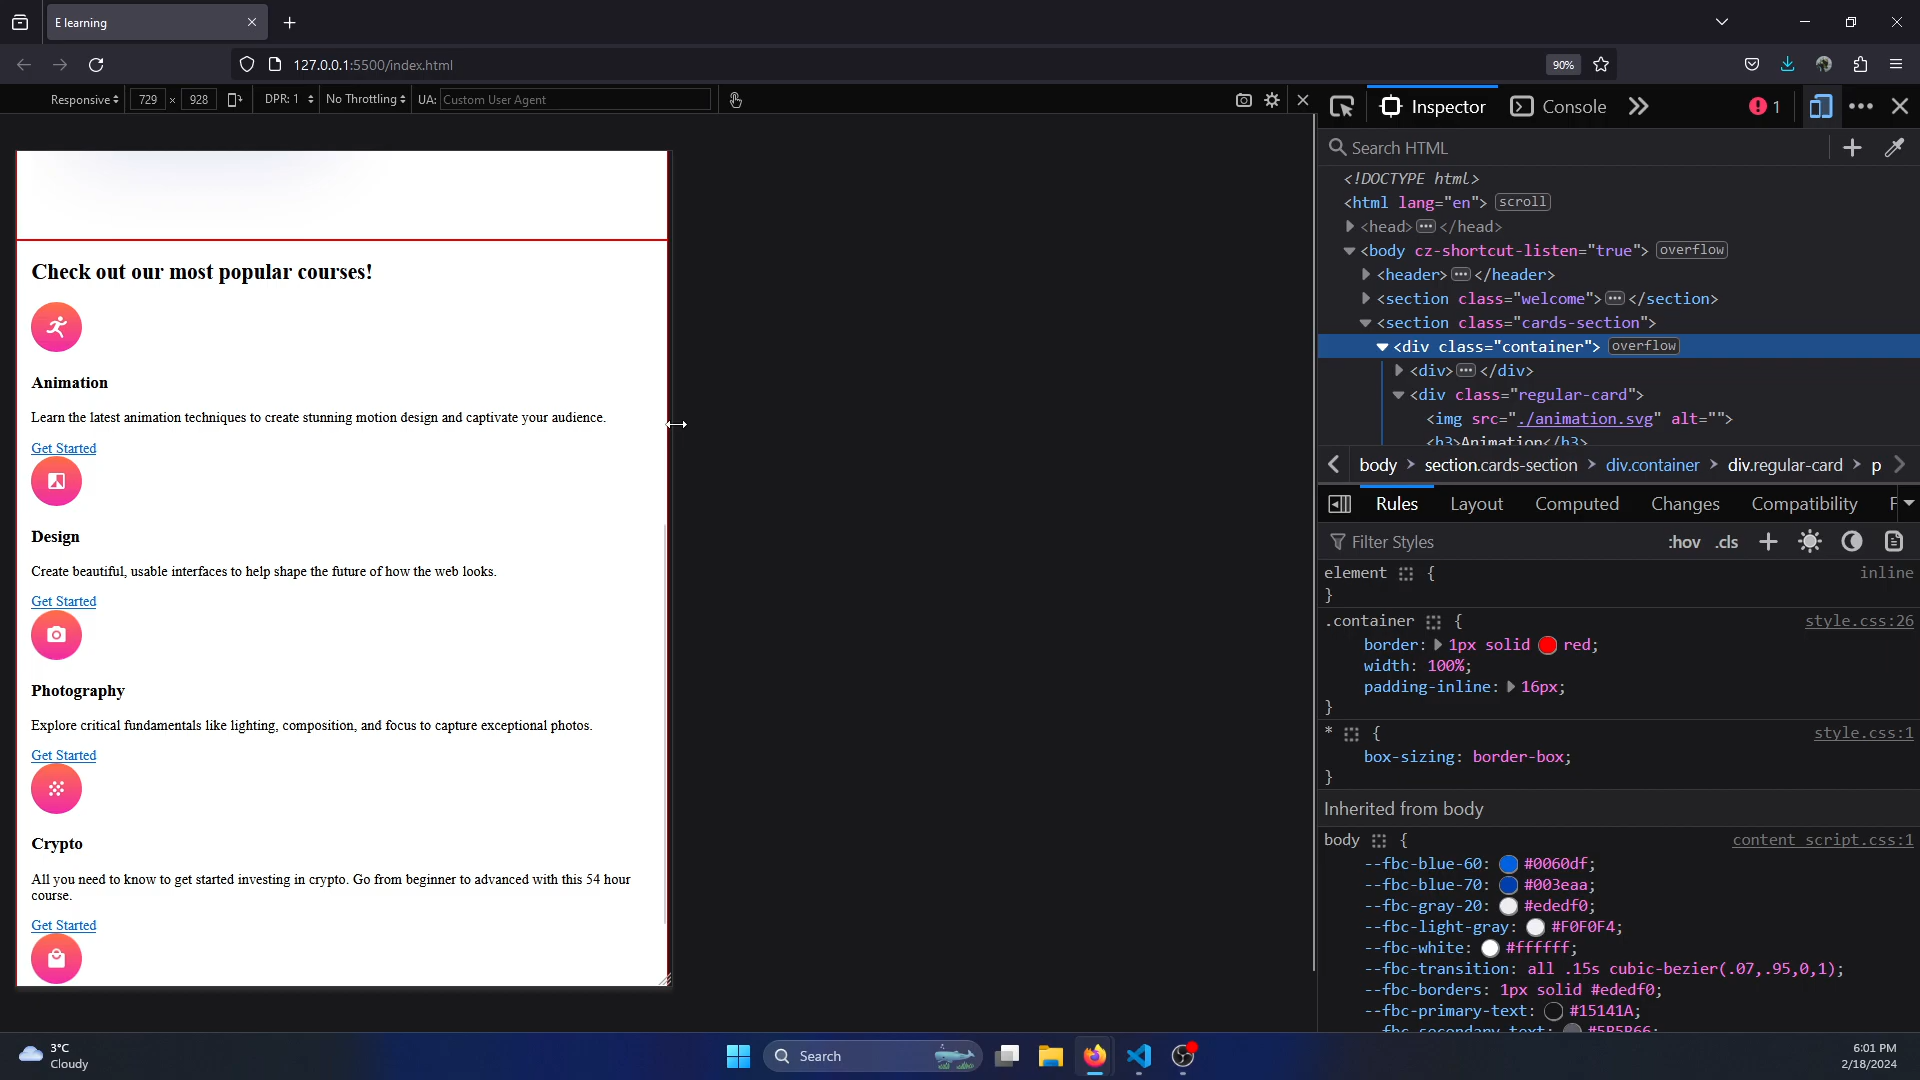 E learning
127.0.0.1:5500/index.html
90%
Responsive
729 × 928
DPR: 1
No Throttling
UA: Custom User Agent
Inspector
Console
1
Search HTML
<!DOCTYPE html>
<html lang="en"> scroll
<head> ••• </head>
<body cz-shortcut-listen="true"> overflow
<header> ••• </header>
<section class="welcome"> ••• </section>
<section class="cards-section">
<div class="container"> overflow
<div> ••• </div>
<div class="regular-card">
<img src="./animation.svg" alt="">
<h3>Animation</h3>
body > section.cards-section > div.container > div.regular-card > p
Rules
Layout
Computed
Changes
Compatibility
F
Filter Styles
:hov .cls
element {
inline
}
.container {
style.css:26
border: 1px solid red;
width: 100%;
padding-inline: 16px;
}
* {
style.css:1
box-sizing: border-box;
}
Inherited from body
body {
content_script.css:1
--fbc-blue-60: #0060df;
--fbc-blue-70: #003eaa;
--fbc-gray-20: #ededf0;
--fbc-light-gray: #F0F0F4;
--fbc-white: #ffffff;
--fbc-transition: all .15s cubic-bezier(.07,.95,0,1);
--fbc-borders: 1px solid #ededf0;
--fbc-primary-text: #15141A;
--fbc-secondary-text: #5B5B66;
Check out our most popular courses!
Animation
Learn the latest animation techniques to create stunning motion design and captivate your audience.
Get Started
Design
Create beautiful, usable interfaces to help shape the future of how the web looks.
Get Started
Photography
Explore critical fundamentals like lighting, composition, and focus to capture exceptional photos.
Get Started
Crypto
All you need to know to get started investing in crypto. Go from beginner to advanced with this 54 hour
course.
Get Started
3°C
Cloudy
Search
6:01 PM
2/18/2024